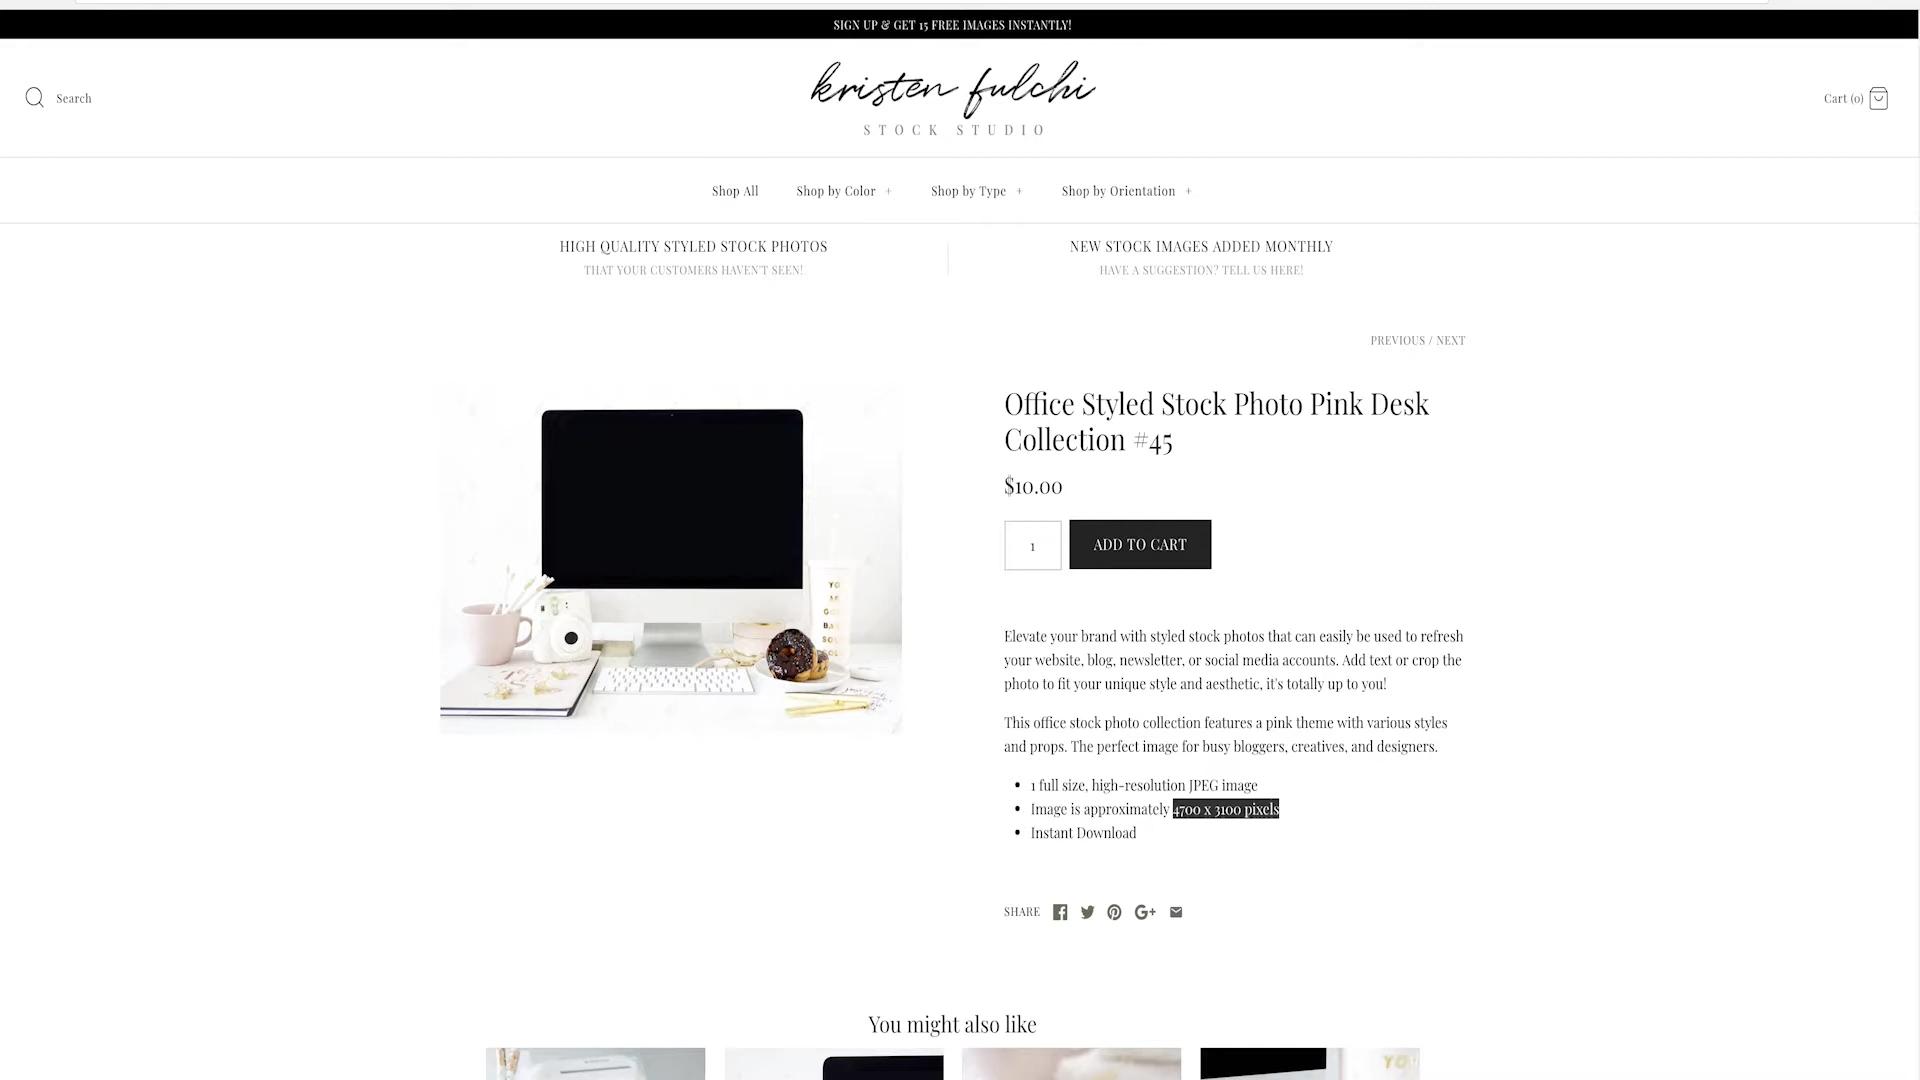 SIGN UP & GET 15 FREE IMAGES INSTANTLY!
Search
kristen fulchi
STOCK STUDIO
Cart (0)
Shop All
Shop by Color +
Shop by Type +
Shop by Orientation +
HIGH QUALITY STYLED STOCK PHOTOS
THAT YOUR CUSTOMERS HAVEN'T SEEN!
NEW STOCK IMAGES ADDED MONTHLY
HAVE A SUGGESTION? TELL US HERE!
PREVIOUS / NEXT
Office Styled Stock Photo Pink Desk
Collection #45
$10.00
1
ADD TO CART
Elevate your brand with styled stock photos that can easily be used to refresh
your website, blog, newsletter, or social media accounts. Add text or crop the
photo to fit your unique style and aesthetic, it's totally up to you!
This office stock photo collection features a pink theme with various styles
and props. The perfect image for busy bloggers, creatives, and designers.
• 1 full size, high-resolution JPEG image
• Image is approximately 4700 x 3100 pixels
• Instant Download
SHARE
You might also like